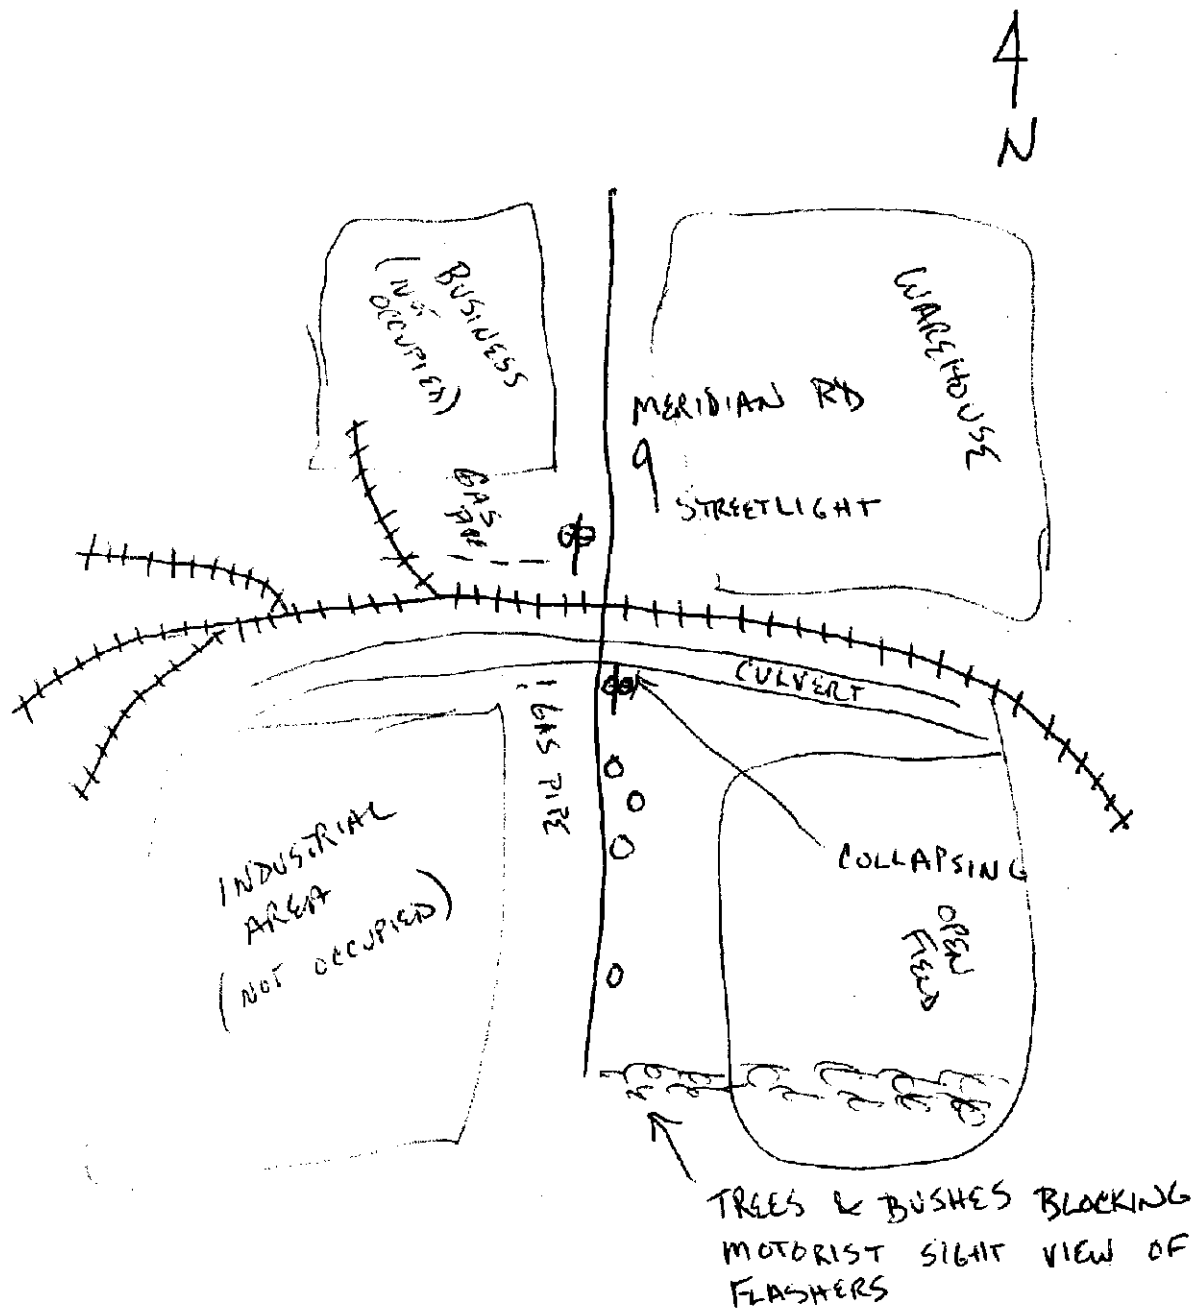 N
BUSINESS
(NOT
OCCUPIED)
WAREHOUSE
MERIDIAN RD
STREETLIGHT
GAS
PIPE
CULVERT
GAS PIPE
INDUSTRIAL
AREA
(NOT OCCUPIED)
COLLAPSING
OPEN
FIELD
TREES & BUSHES BLOCKING
MOTORIST SIGHT VIEW OF
FLASHERS